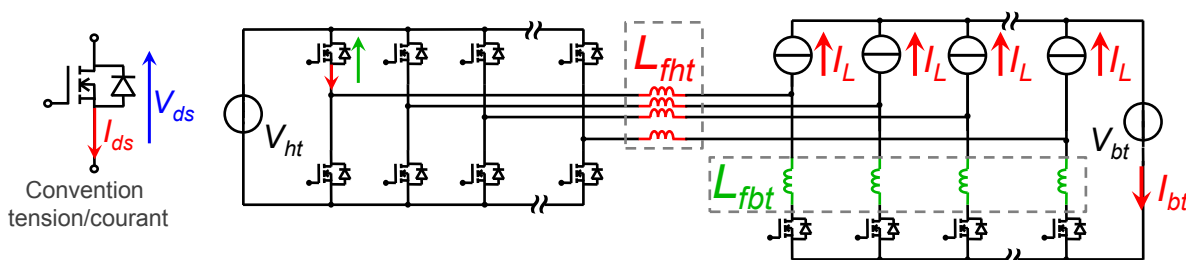 V_ds
I_ds
Convention
tension/courant
V_ht
L_fht
I_L
I_L
I_L
I_L
L_fbt
V_bt
I_bt